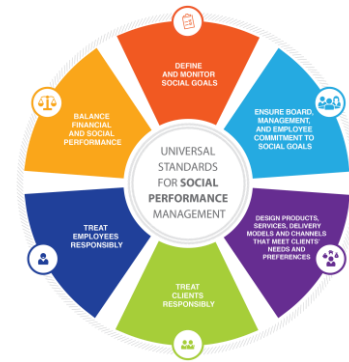 DEFINE
AND MONITOR
SOCIAL GOALS
ENSURE BOARD,
MANAGEMENT,
AND EMPLOYEE
COMMITMENT TO
SOCIAL GOALS
DESIGN PRODUCTS,
SERVICES, DELIVERY
MODELS AND CHANNELS
THAT MEET CLIENTS'
NEEDS AND
PREFERENCES
TREAT
CLIENTS
RESPONSIBLY
TREAT
EMPLOYEES
RESPONSIBLY
BALANCE
FINANCIAL
AND SOCIAL
PERFORMANCE
UNIVERSAL
STANDARDS
FOR SOCIAL
PERFORMANCE
MANAGEMENT